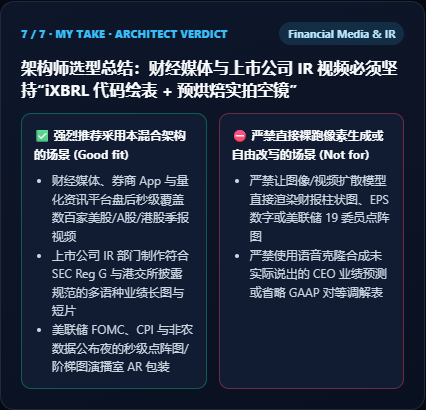 7 / 7 · MY TAKE · ARCHITECT VERDICT
Financial Media & IR
架构师选型总结：财经媒体与上市公司 IR 视频必须坚
持“iXBRL 代码绘表 + 预烘焙实拍空镜”
✅ 强烈推荐采用本混合架构
的场景 (Good fit)
• 财经媒体、券商 App 与量
化资讯平台盘后秒级覆盖
数百家美股/A股/港股季报
视频
• 上市公司 IR 部门制作符合
SEC Reg G 与港交所披露
规范的多语种业绩长图与
短片
• 美联储 FOMC、CPI 与非农
数据公布夜的秒级点阵图/
阶梯图演播室 AR 包装
⛔ 严禁直接裸跑像素生成或
自由改写的场景 (Not for)
• 严禁让图像/视频扩散模型
直接渲染财报柱状图、EPS
数字或美联储 19 委员点阵
图
• 严禁使用语音克隆合成未
实际说出的 CEO 业绩预测
或省略 GAAP 对等调解表